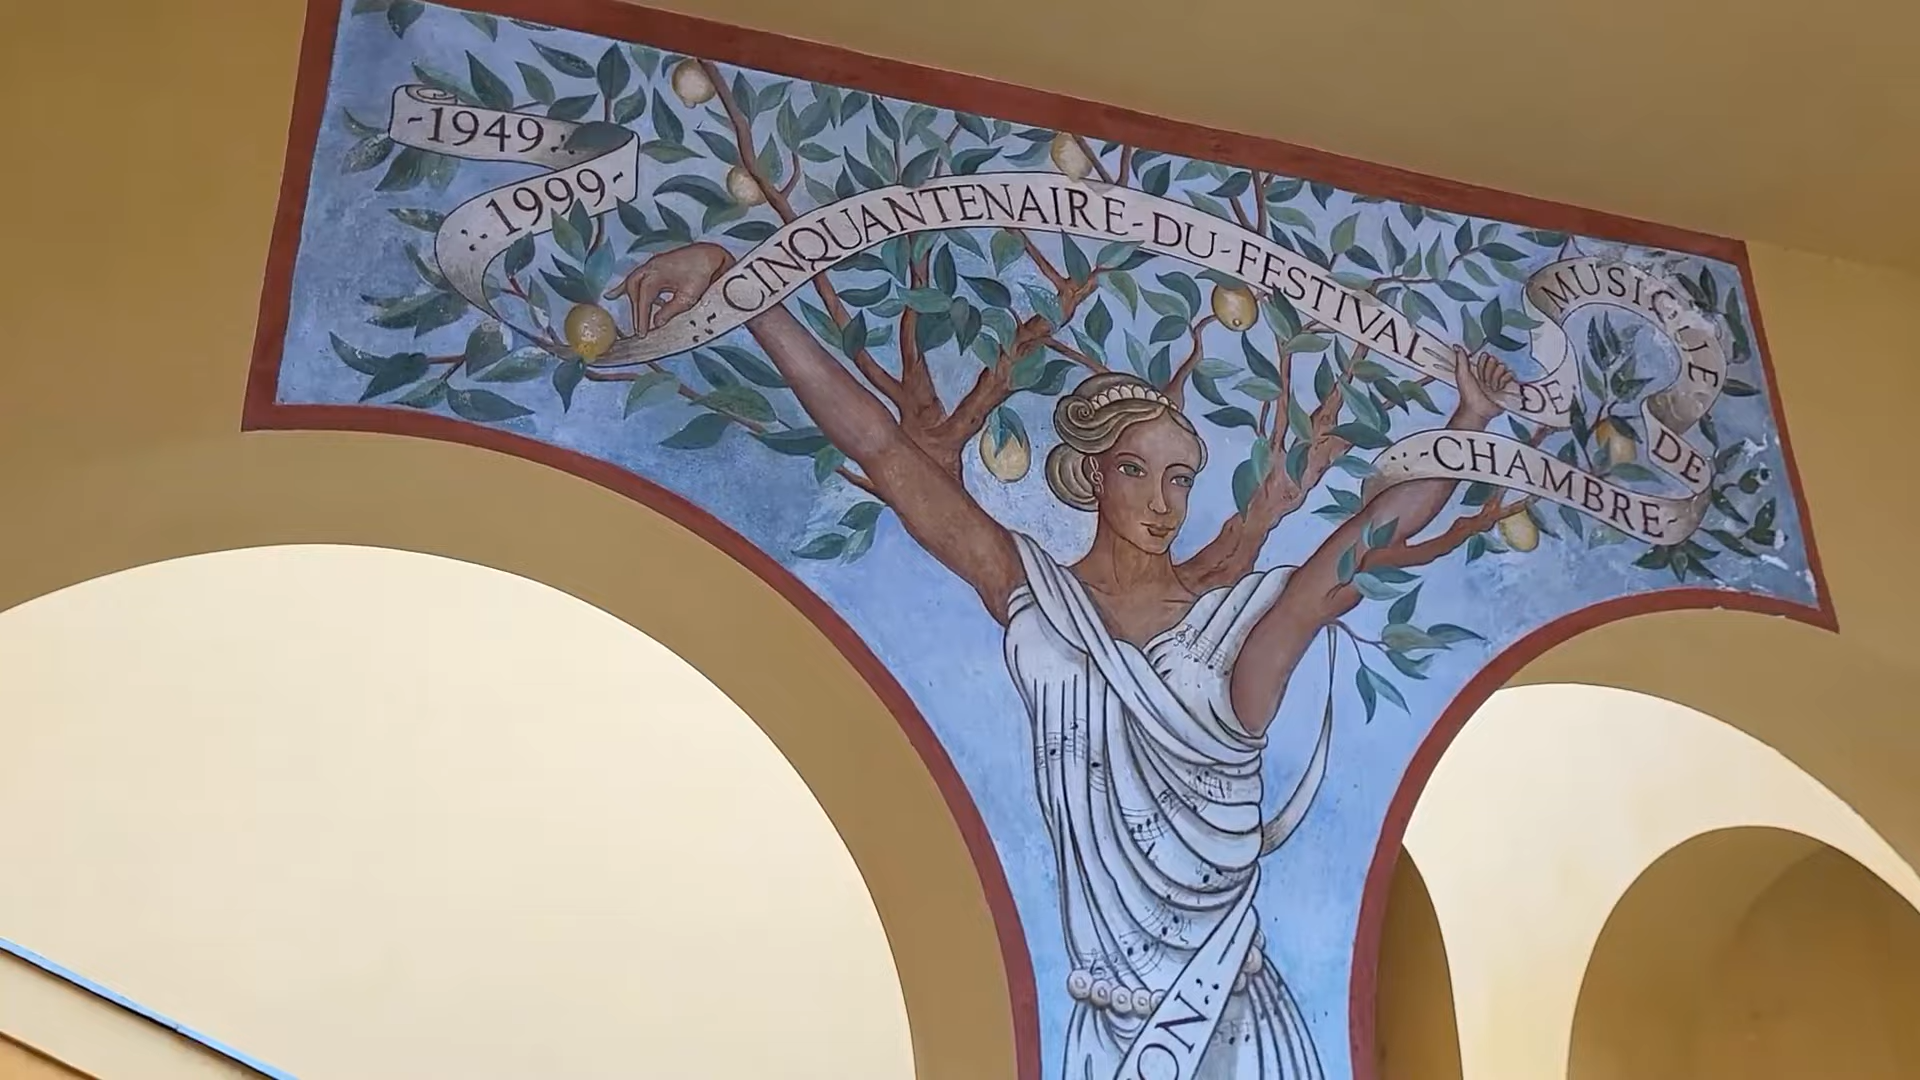 -1949-
1999-
CINQUANTENAIRE-DU-FESTIVAL-
DE
MUSIQUE
DE
-CHAMBRE-